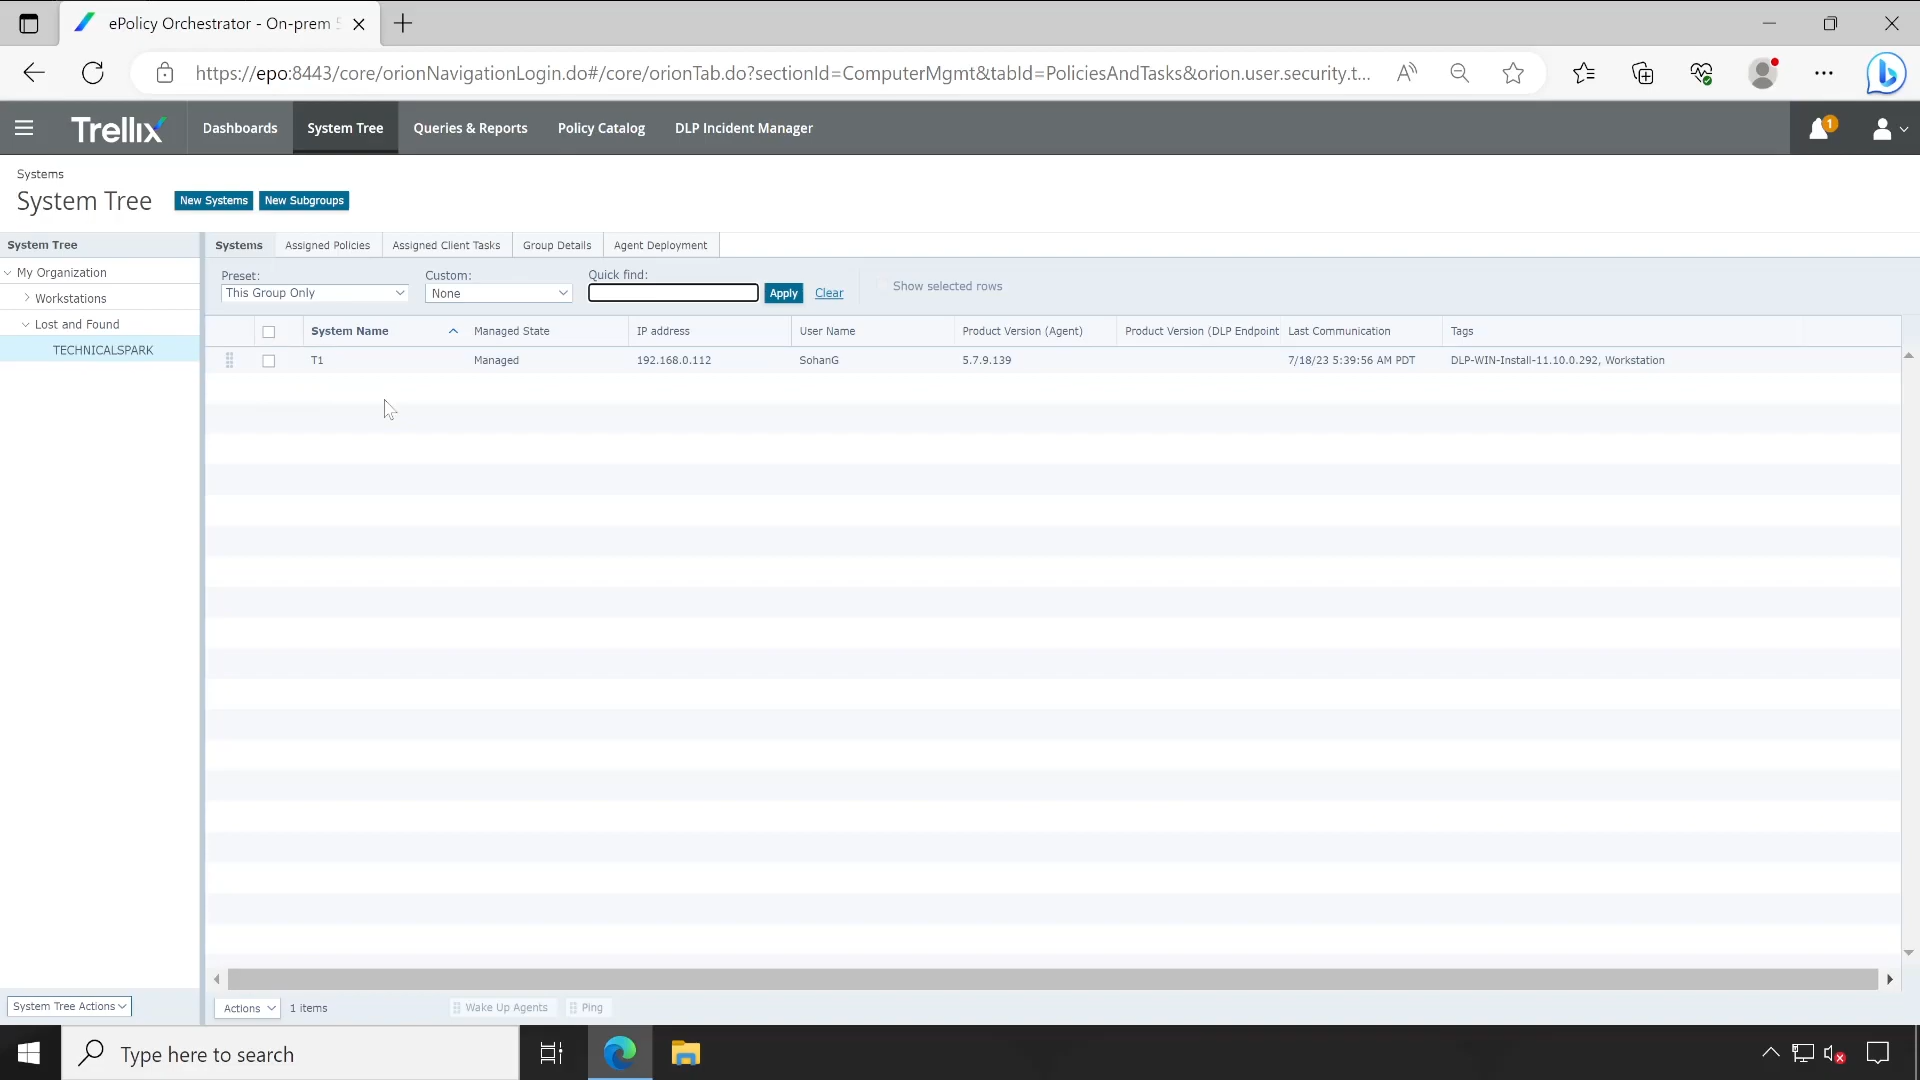 ePolicy Orchestrator - On-prem
https://epo:8443/core/orionNavigationLogin.do#/core/orionTab.do?sectionId=ComputerMgmt&tabId=PoliciesAndTasks&orion.user.security.t...
Trellix Dashboards System Tree Queries & Reports Policy Catalog DLP Incident Manager 1
Systems
System Tree New Systems New Subgroups
System Tree Systems Assigned Policies Assigned Client Tasks Group Details Agent Deployment
My Organization
Workstations
Lost and Found
TECHNICALSPARK
Preset: Custom: Quick find:
This Group Only None Apply Clear Show selected rows
System Name Managed State IP address User Name Product Version (Agent) Product Version (DLP Endpoint Last Communication Tags
T1 Managed 192.168.0.112 SohanG 5.7.9.139 7/18/23 5:39:56 AM PDT DLP-WIN-Install-11.10.0.292, Workstation
System Tree Actions Actions 1 items Wake Up Agents Ping
Type here to search